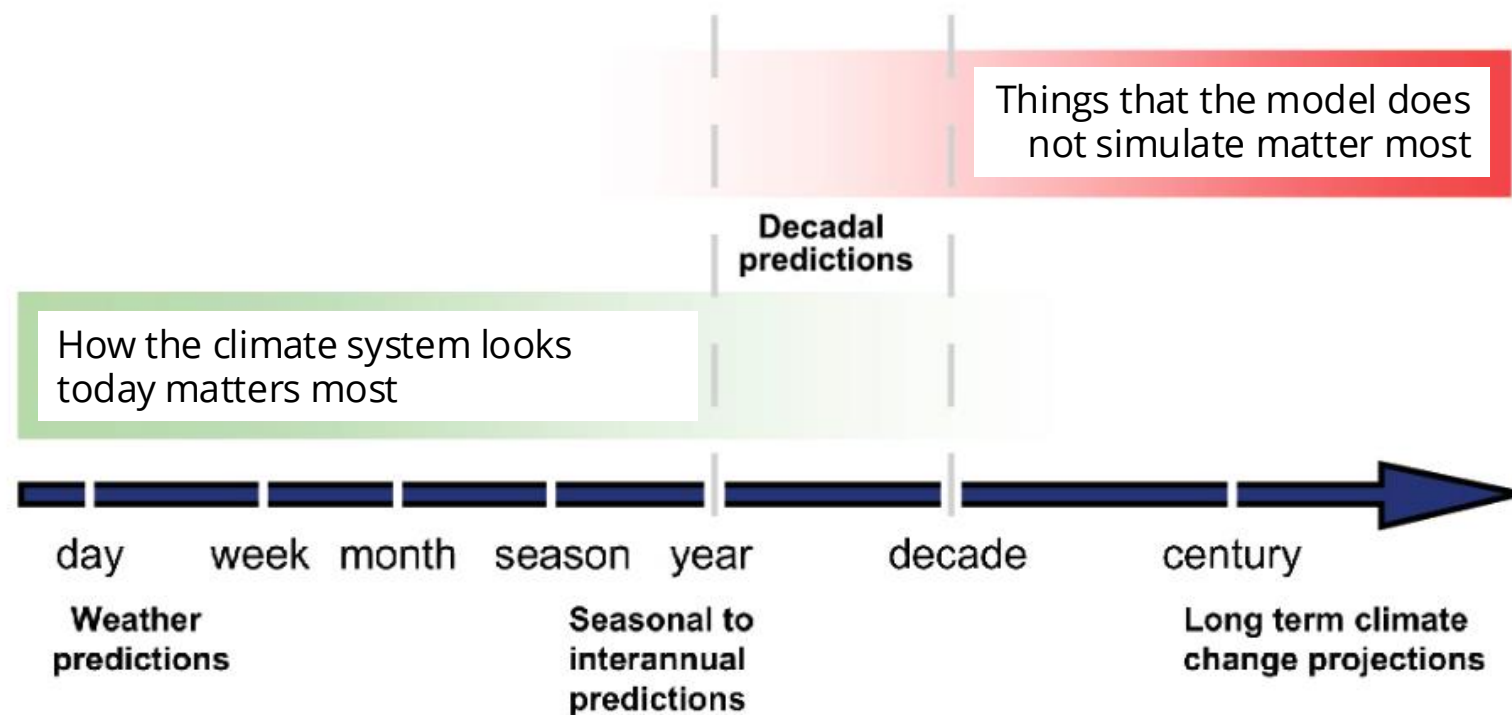 Things that the model does
not simulate matter most
Decadal
predictions
How the climate system looks
today matters most
day week month season year decade century
Weather
predictions
Seasonal to
interannual
predictions
Long term climate
change projections